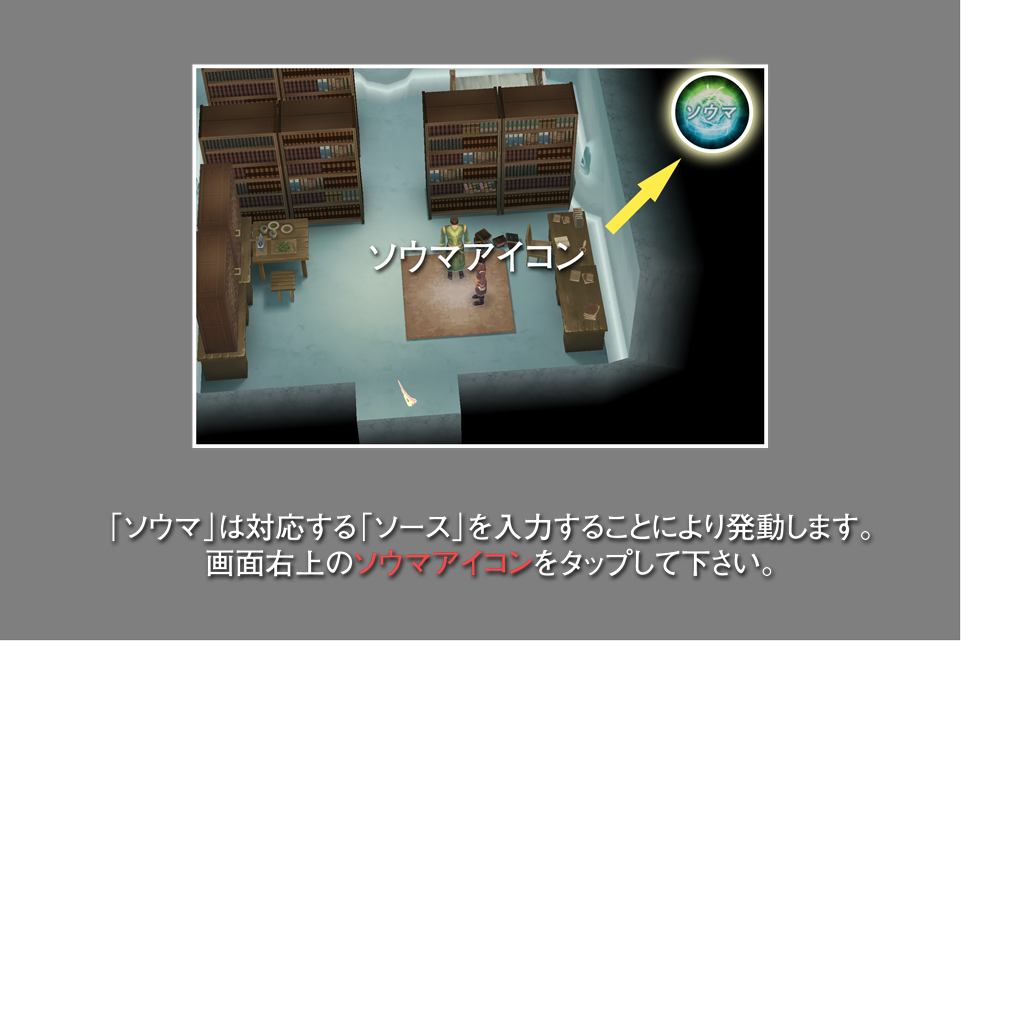 ソウマ
ソウマアイコン
「ソウマ」は対応する「ソース」を入力することにより発動します。
画面右上のソウマアイコンをタップして下さい。